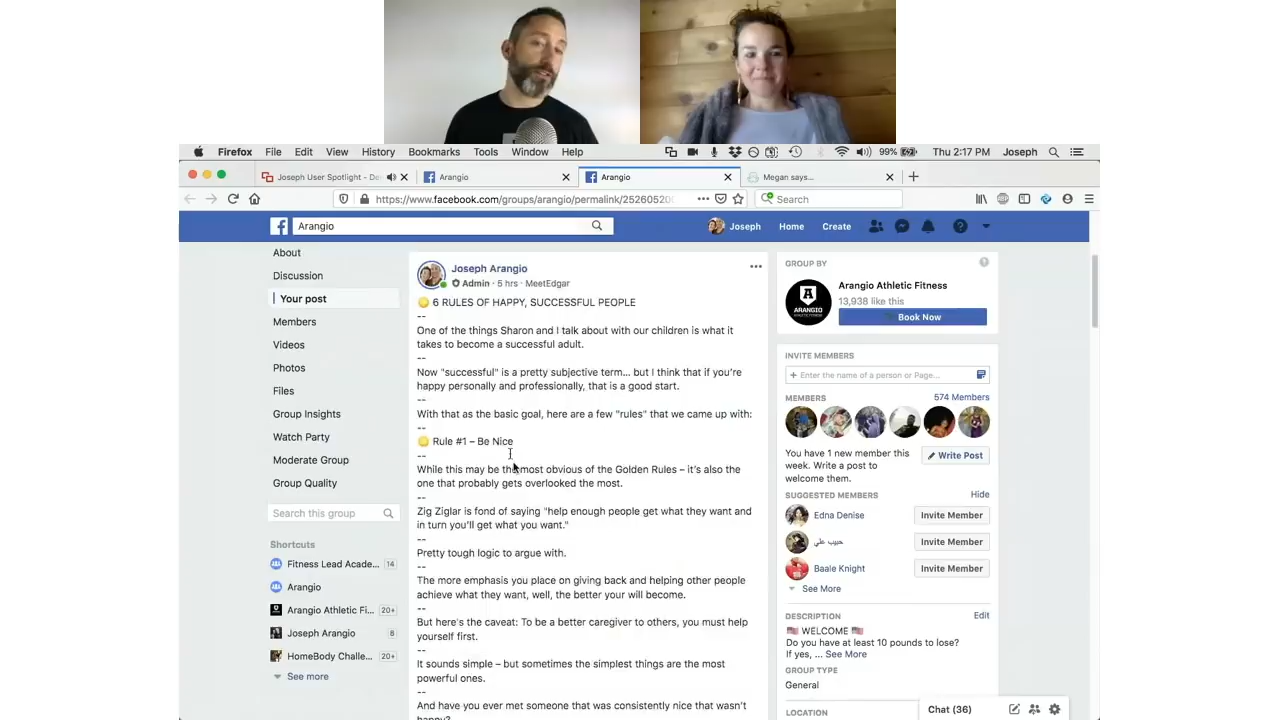 Firefox File Edit View History Bookmarks Tools Window Help 99% Thu 2:17 PM Joseph
Joseph User Spotlight - De
Arangio
Arangio
Megan says...
https://www.facebook.com/groups/arangio/permalink/25260520
Search
Arangio
Joseph Home Create
About
Discussion
Your post
Members
Videos
Photos
Files
Group Insights
Watch Party
Moderate Group
Group Quality
Search this group
Shortcuts
Fitness Lead Acade... 14
Arangio
Arangio Athletic Fi... 20+
Joseph Arangio 8
HomeBody Challe... 20+
See more
Joseph Arangio
Admin · 5 hrs · MeetEdgar
6 RULES OF HAPPY, SUCCESSFUL PEOPLE
--
One of the things Sharon and I talk about with our children is what it
takes to become a successful adult.
--
Now "successful" is a pretty subjective term... but I think that if you're
happy personally and professionally, that is a good start.
--
With that as the basic goal, here are a few "rules" that we came up with:
--
Rule #1 – Be Nice
--
While this may be the most obvious of the Golden Rules – it's also the
one that probably gets overlooked the most.
--
Zig Ziglar is fond of saying "help enough people get what they want and
in turn you'll get what you want."
--
Pretty tough logic to argue with.
--
The more emphasis you place on giving back and helping other people
achieve what they want, well, the better your will become.
--
But here's the caveat: To be a better caregiver to others, you must help
yourself first.
--
It sounds simple – but sometimes the simplest things are the most
powerful ones.
--
And have you ever met someone that was consistently nice that wasn't
happy?
GROUP BY
Arangio Athletic Fitness
13,938 like this
ARANGIO
Book Now
INVITE MEMBERS
+ Enter the name of a person or Page...
MEMBERS 574 Members
You have 1 new member this
week. Write a post to
welcome them.
Write Post
SUGGESTED MEMBERS Hide
Edna Denise Invite Member
حبيب علي Invite Member
Baale Knight Invite Member
See More
DESCRIPTION Edit
🇺🇸 WELCOME 🇺🇸
Do you have at least 10 pounds to lose?
If yes, ... See More
GROUP TYPE
General
LOCATION
Chat (36)